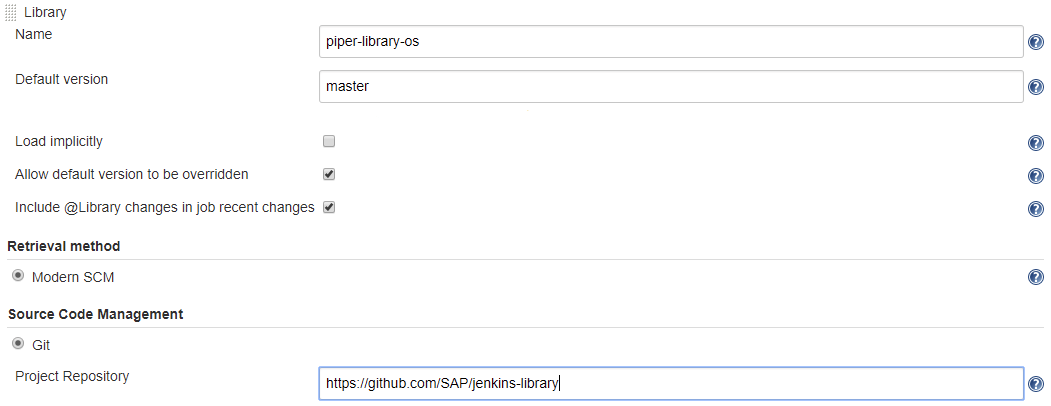 Library
Name
piper-library-os
Default version
master
Load implicitly
Allow default version to be overridden
Include @Library changes in job recent changes
Retrieval method
Modern SCM
Source Code Management
Git
Project Repository
https://github.com/SAP/jenkins-library